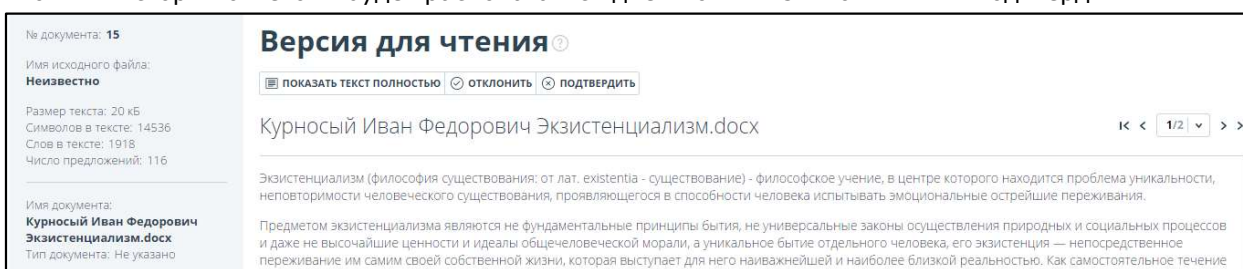 № документа: 15
Имя исходного файла:
Неизвестно
Размер текста: 20 кБ
Символов в тексте: 14536
Слов в тексте: 1918
Число предложений: 116
Имя документа:
Курносый Иван Федорович
Экзистенциализм.docx
Тип документа: Не указано
Версия для чтения
ПОКАЗАТЬ ТЕКСТ ПОЛНОСТЬЮ ОТКЛОНИТЬ ПОДТВЕРДИТЬ
Курносый Иван Федорович Экзистенциализм.docx
1/2
Экзистенциализм (философия существования: от лат. existentia - существование) - философское учение, в центре которого находится проблема уникальности,
неповторимости человеческого существования, проявляющегося в способности человека испытывать эмоциональные острейшие переживания.
Предметом экзистенциализма являются не фундаментальные принципы бытия, не универсальные законы осуществления природных и социальных процессов
и даже не высочайшие ценности и идеалы общечеловеческой морали, а уникальное бытие отдельного человека, его экзистенция — непосредственное
переживание им самим своей собственной жизни, которая выступает для него наиважнейшей и наиболее близкой реальностью. Как самостоятельное течение